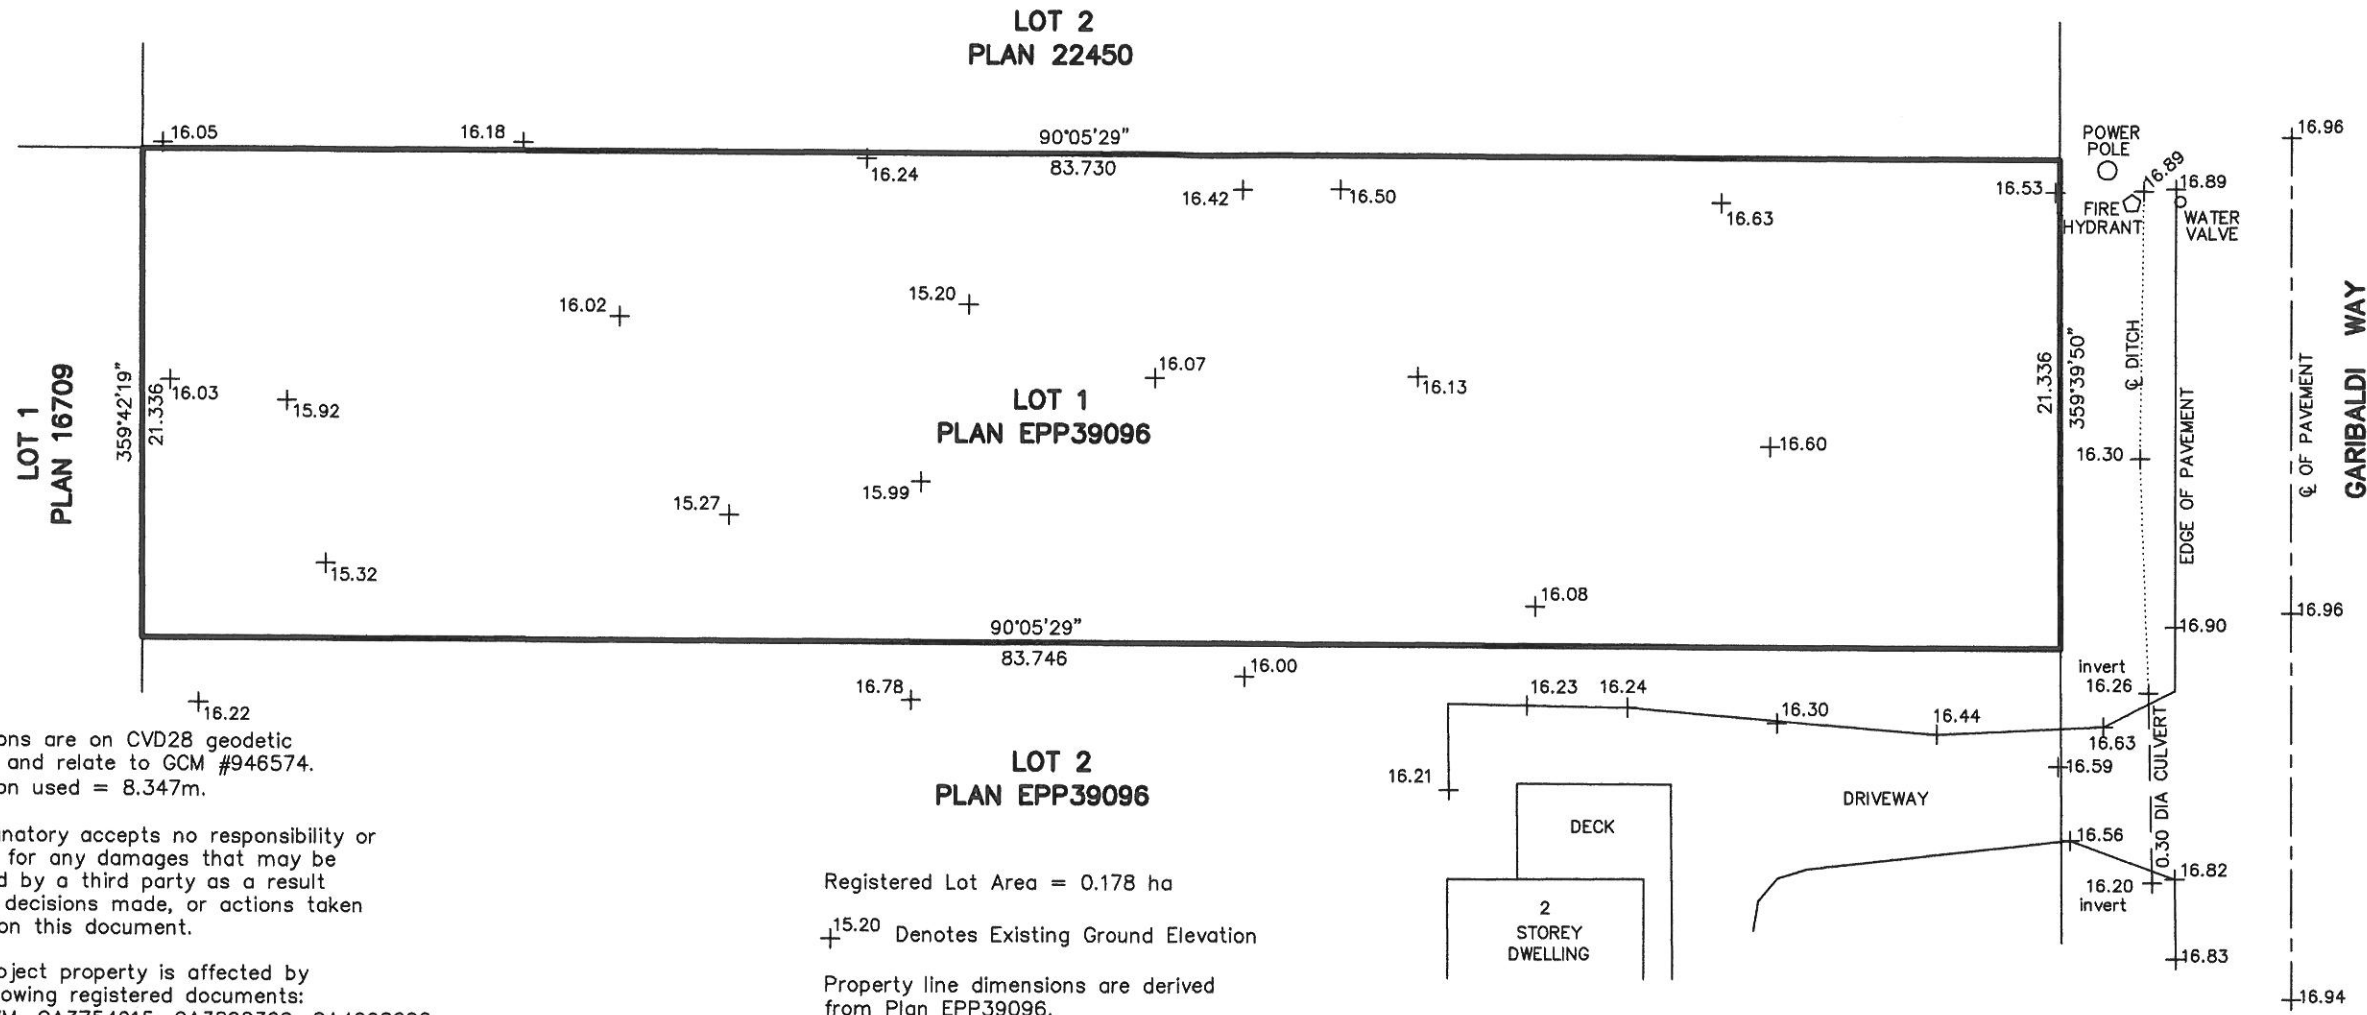 LOT 2
PLAN 22450
16.05
16.18
90°05'29"
83.730
16.24
16.42
16.50
16.63
16.53
POWER
POLE
16.89
16.89
FIRE
HYDRANT
WATER
VALVE
16.96
16.02
15.20
16.07
16.13
16.03
15.92
LOT 1
PLAN 16709
359°42'19"
21.336
LOT 1
PLAN EPP39096
16.60
15.99
15.27
15.32
16.08
21.336
359°39'50"
16.30
℄ DITCH
EDGE OF PAVEMENT
℄ OF PAVEMENT
GARIBALDI WAY
16.96
16.90
90°05'29"
83.746
16.22
16.78
16.00
16.23
16.24
16.30
16.44
16.63
invert
16.26
16.59
0.30 DIA CULVERT
16.21
LOT 2
PLAN EPP39096
DRIVEWAY
DECK
16.56
16.82
16.20
invert
16.83
16.94
2
STOREY
DWELLING
ons are on CVD28 geodetic
and relate to GCM #946574.
on used = 8.347m.
natory accepts no responsibility or
for any damages that may be
d by a third party as a result
decisions made, or actions taken
on this document.
oject property is affected by
owing registered documents:
Registered Lot Area = 0.178 ha
15.20 Denotes Existing Ground Elevation
Property line dimensions are derived
from Plan EPP39096.